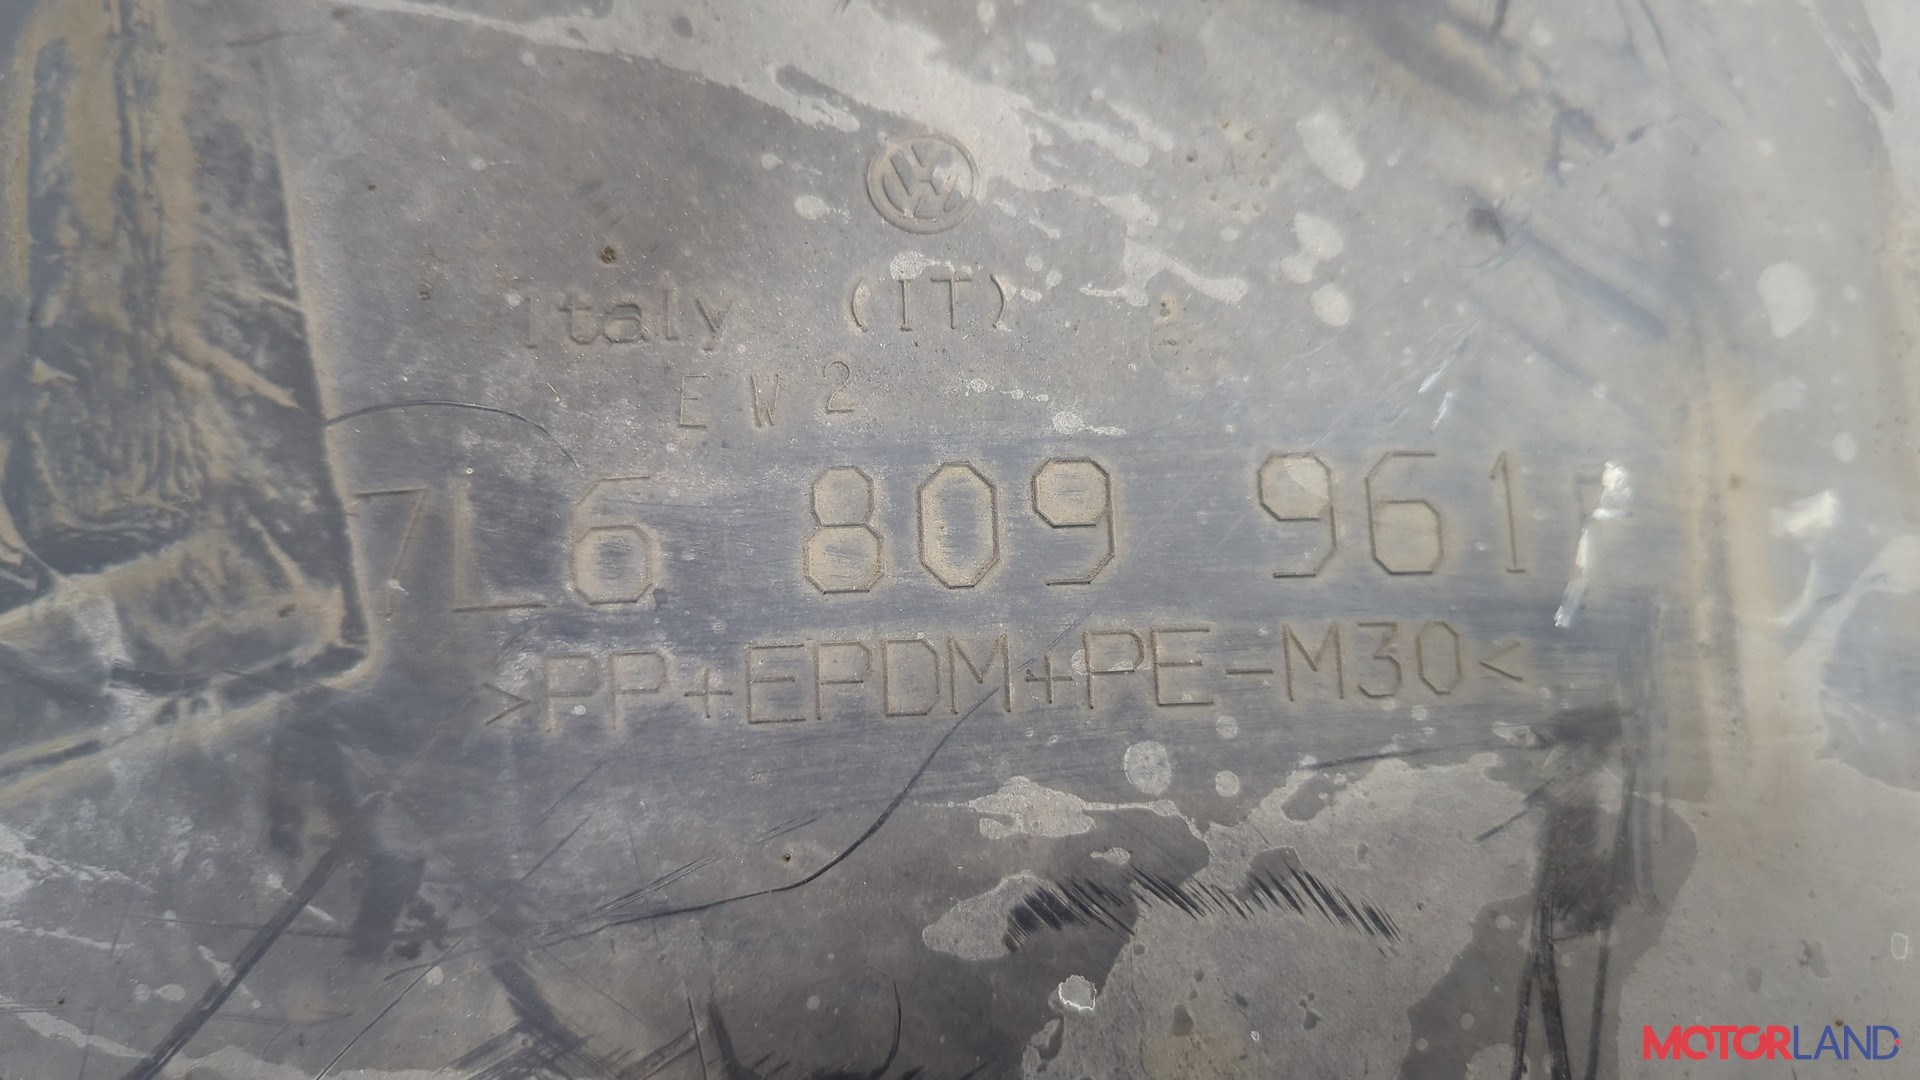 Italy (IT)
EW2
7L6 809 961
>PP+EPDM+PE-M30<
MOTORLAND